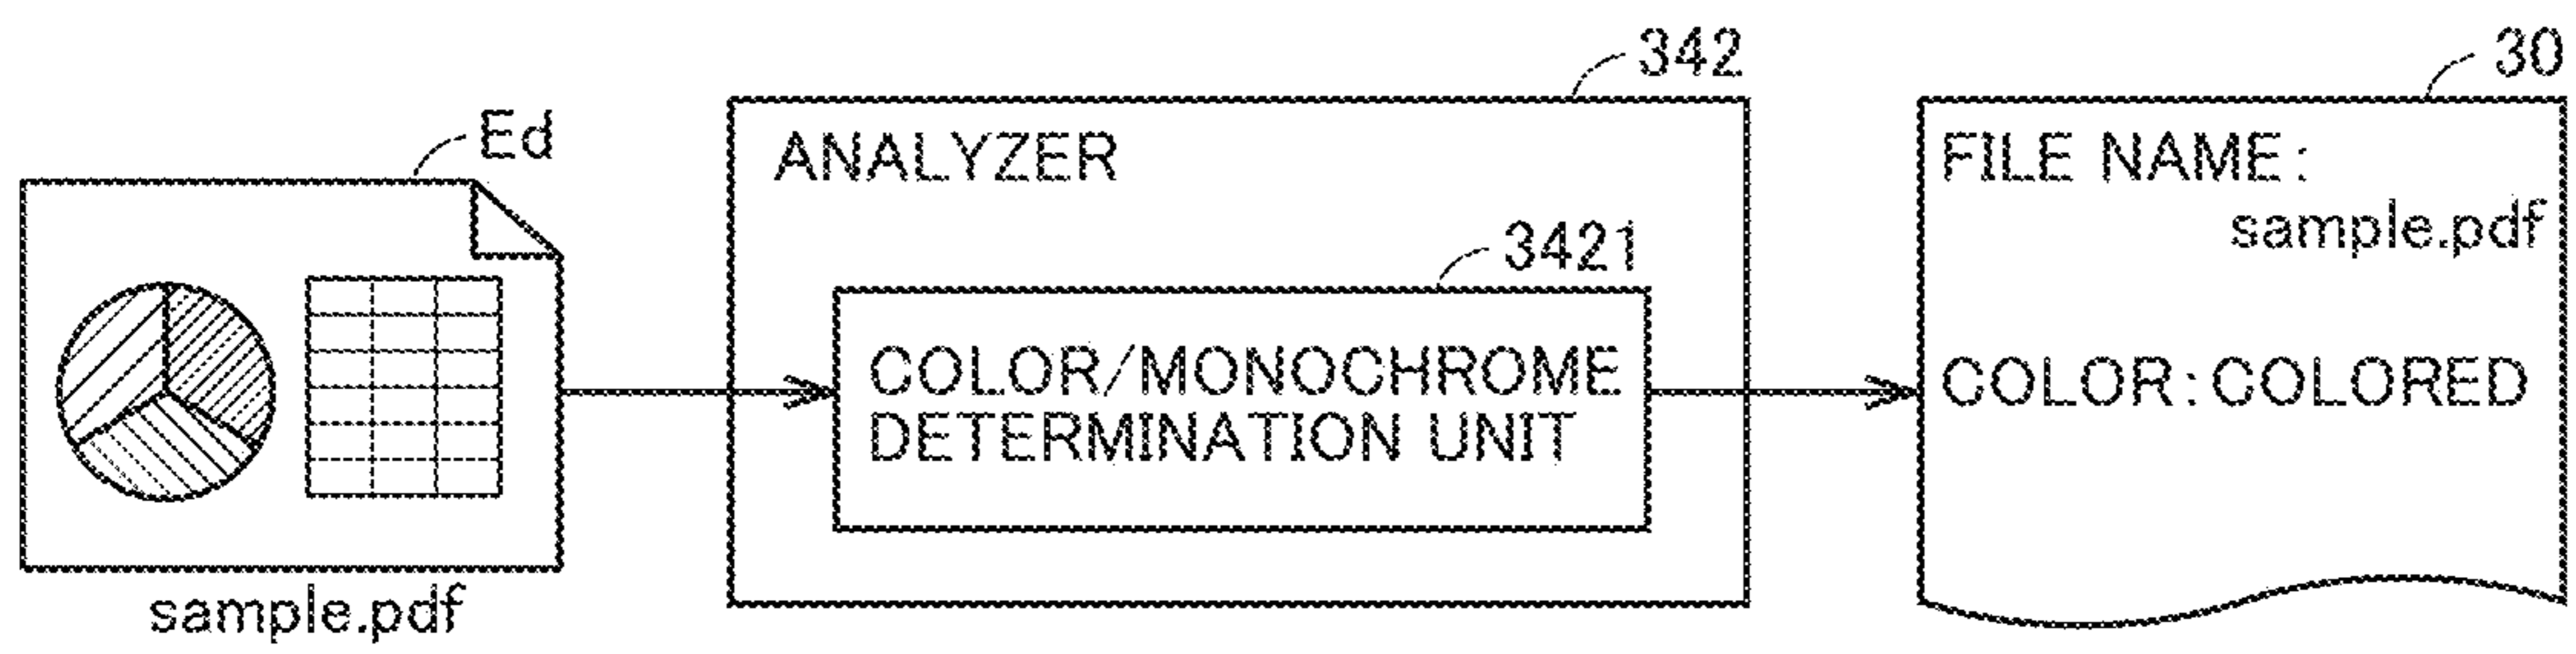 Ed
sample.pdf
342
ANALYZER
3421
COLOR/MONOCHROME
DETERMINATION UNIT
30
FILE NAME:
sample.pdf
COLOR: COLORED